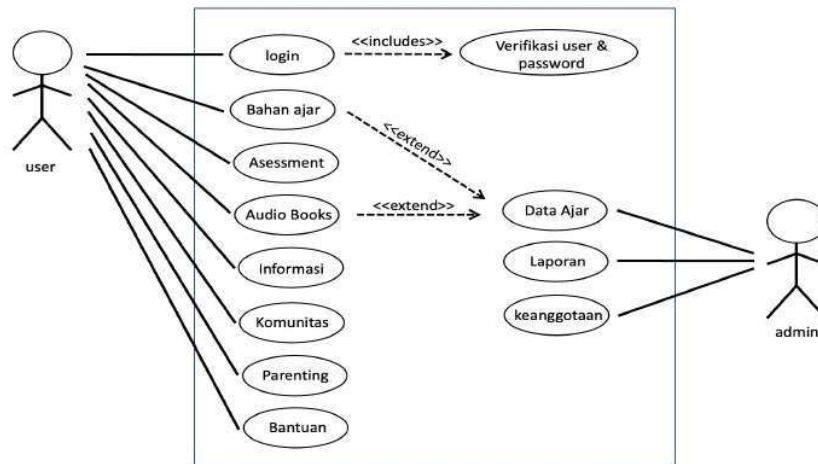 login
<<includes>>
Verifikasi user &
password
Bahan ajar
<<extend>>
Asessment
user
Audio Books
<<extend>>
Data Ajar
Informasi
Laporan
Komunitas
keanggotaan
admin
Parenting
Bantuan